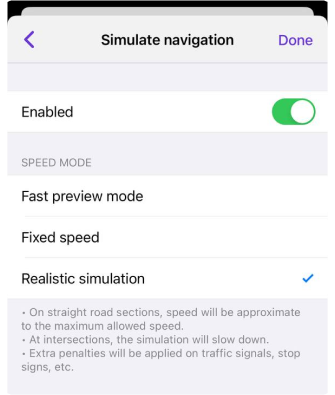 Simulate navigation
Done
Enabled
SPEED MODE
Fast preview mode
Fixed speed
Realistic simulation
• On straight road sections, speed will be approximate
to the maximum allowed speed.
• At intersections, the simulation will slow down.
• Extra penalties will be applied on traffic signals, stop
signs, etc.